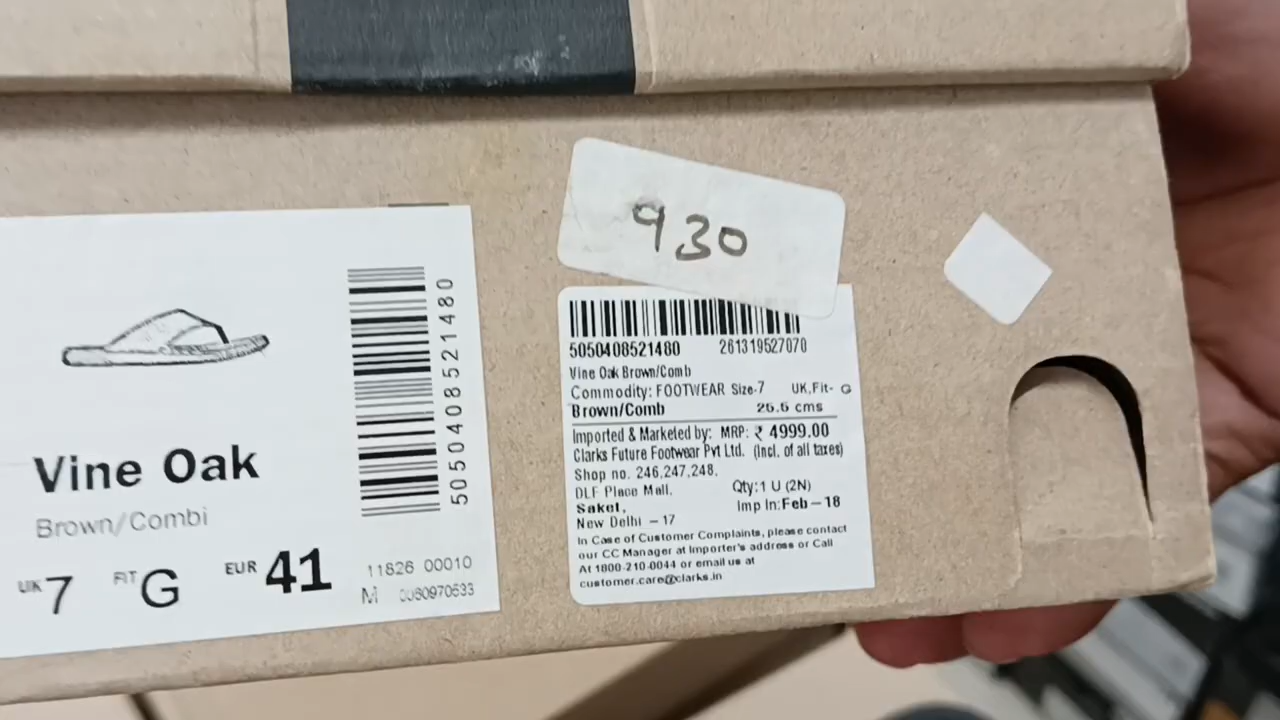 930
5050408521480
Vine Oak
Brown/Combi
UK 7 FIT G EUR 41
11826 00010
M
5050408521480 261319527070
Vine Oak Brown/Comb
Commodity: FOOTWEAR Size-7 UK,Fit- G
Brown/Comb 25.5 cms
Imported & Marketed by: MRP: ₹ 4999.00
Clarks Future Footwear Pvt Ltd. (Incl. of all taxes)
Shop no. 246,247,248.
DLF Place Mall, Qty:1 U (2N)
Saket, Imp In:Feb-18
New Delhi -17
In Case of Customer Complaints, please contact
our CC Manager at Importer's address or Call
At 1800-210-0044 or email us at
customer.care@clarks.in